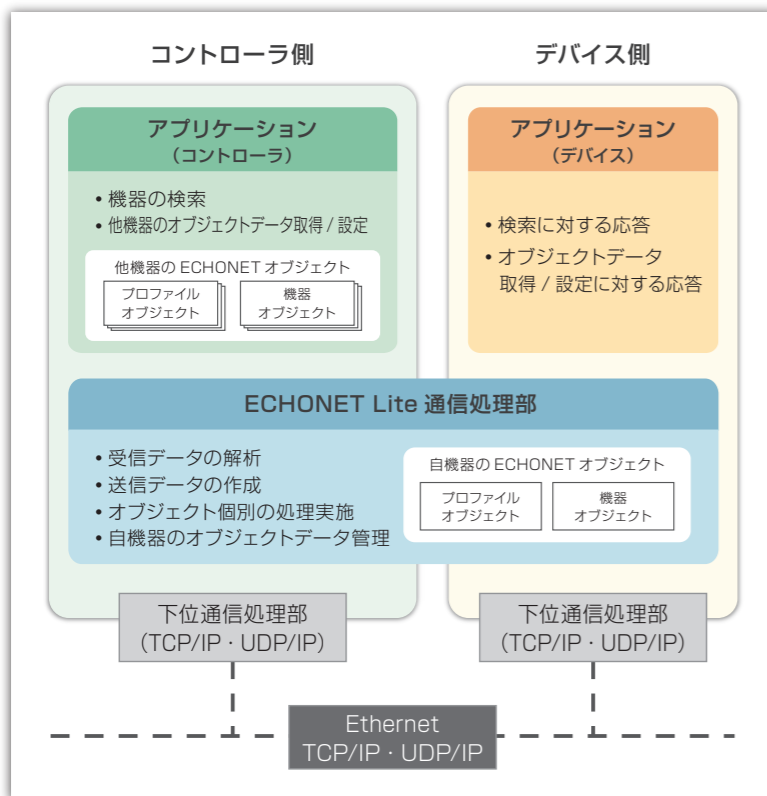 コントローラ側
デバイス側
アプリケーション
（コントローラ）
• 機器の検索
• 他機器のオブジェクトデータ取得 / 設定
他機器の ECHONET オブジェクト
プロファイル
オブジェクト
機器
オブジェクト
アプリケーション
（デバイス）
• 検索に対する応答
• オブジェクトデータ
取得 / 設定に対する応答
ECHONET Lite 通信処理部
• 受信データの解析
• 送信データの作成
• オブジェクト個別の処理実施
• 自機器のオブジェクトデータ管理
自機器の ECHONET オブジェクト
プロファイル
オブジェクト
機器
オブジェクト
下位通信処理部
（TCP/IP・UDP/IP）
下位通信処理部
（TCP/IP・UDP/IP）
Ethernet
TCP/IP・UDP/IP